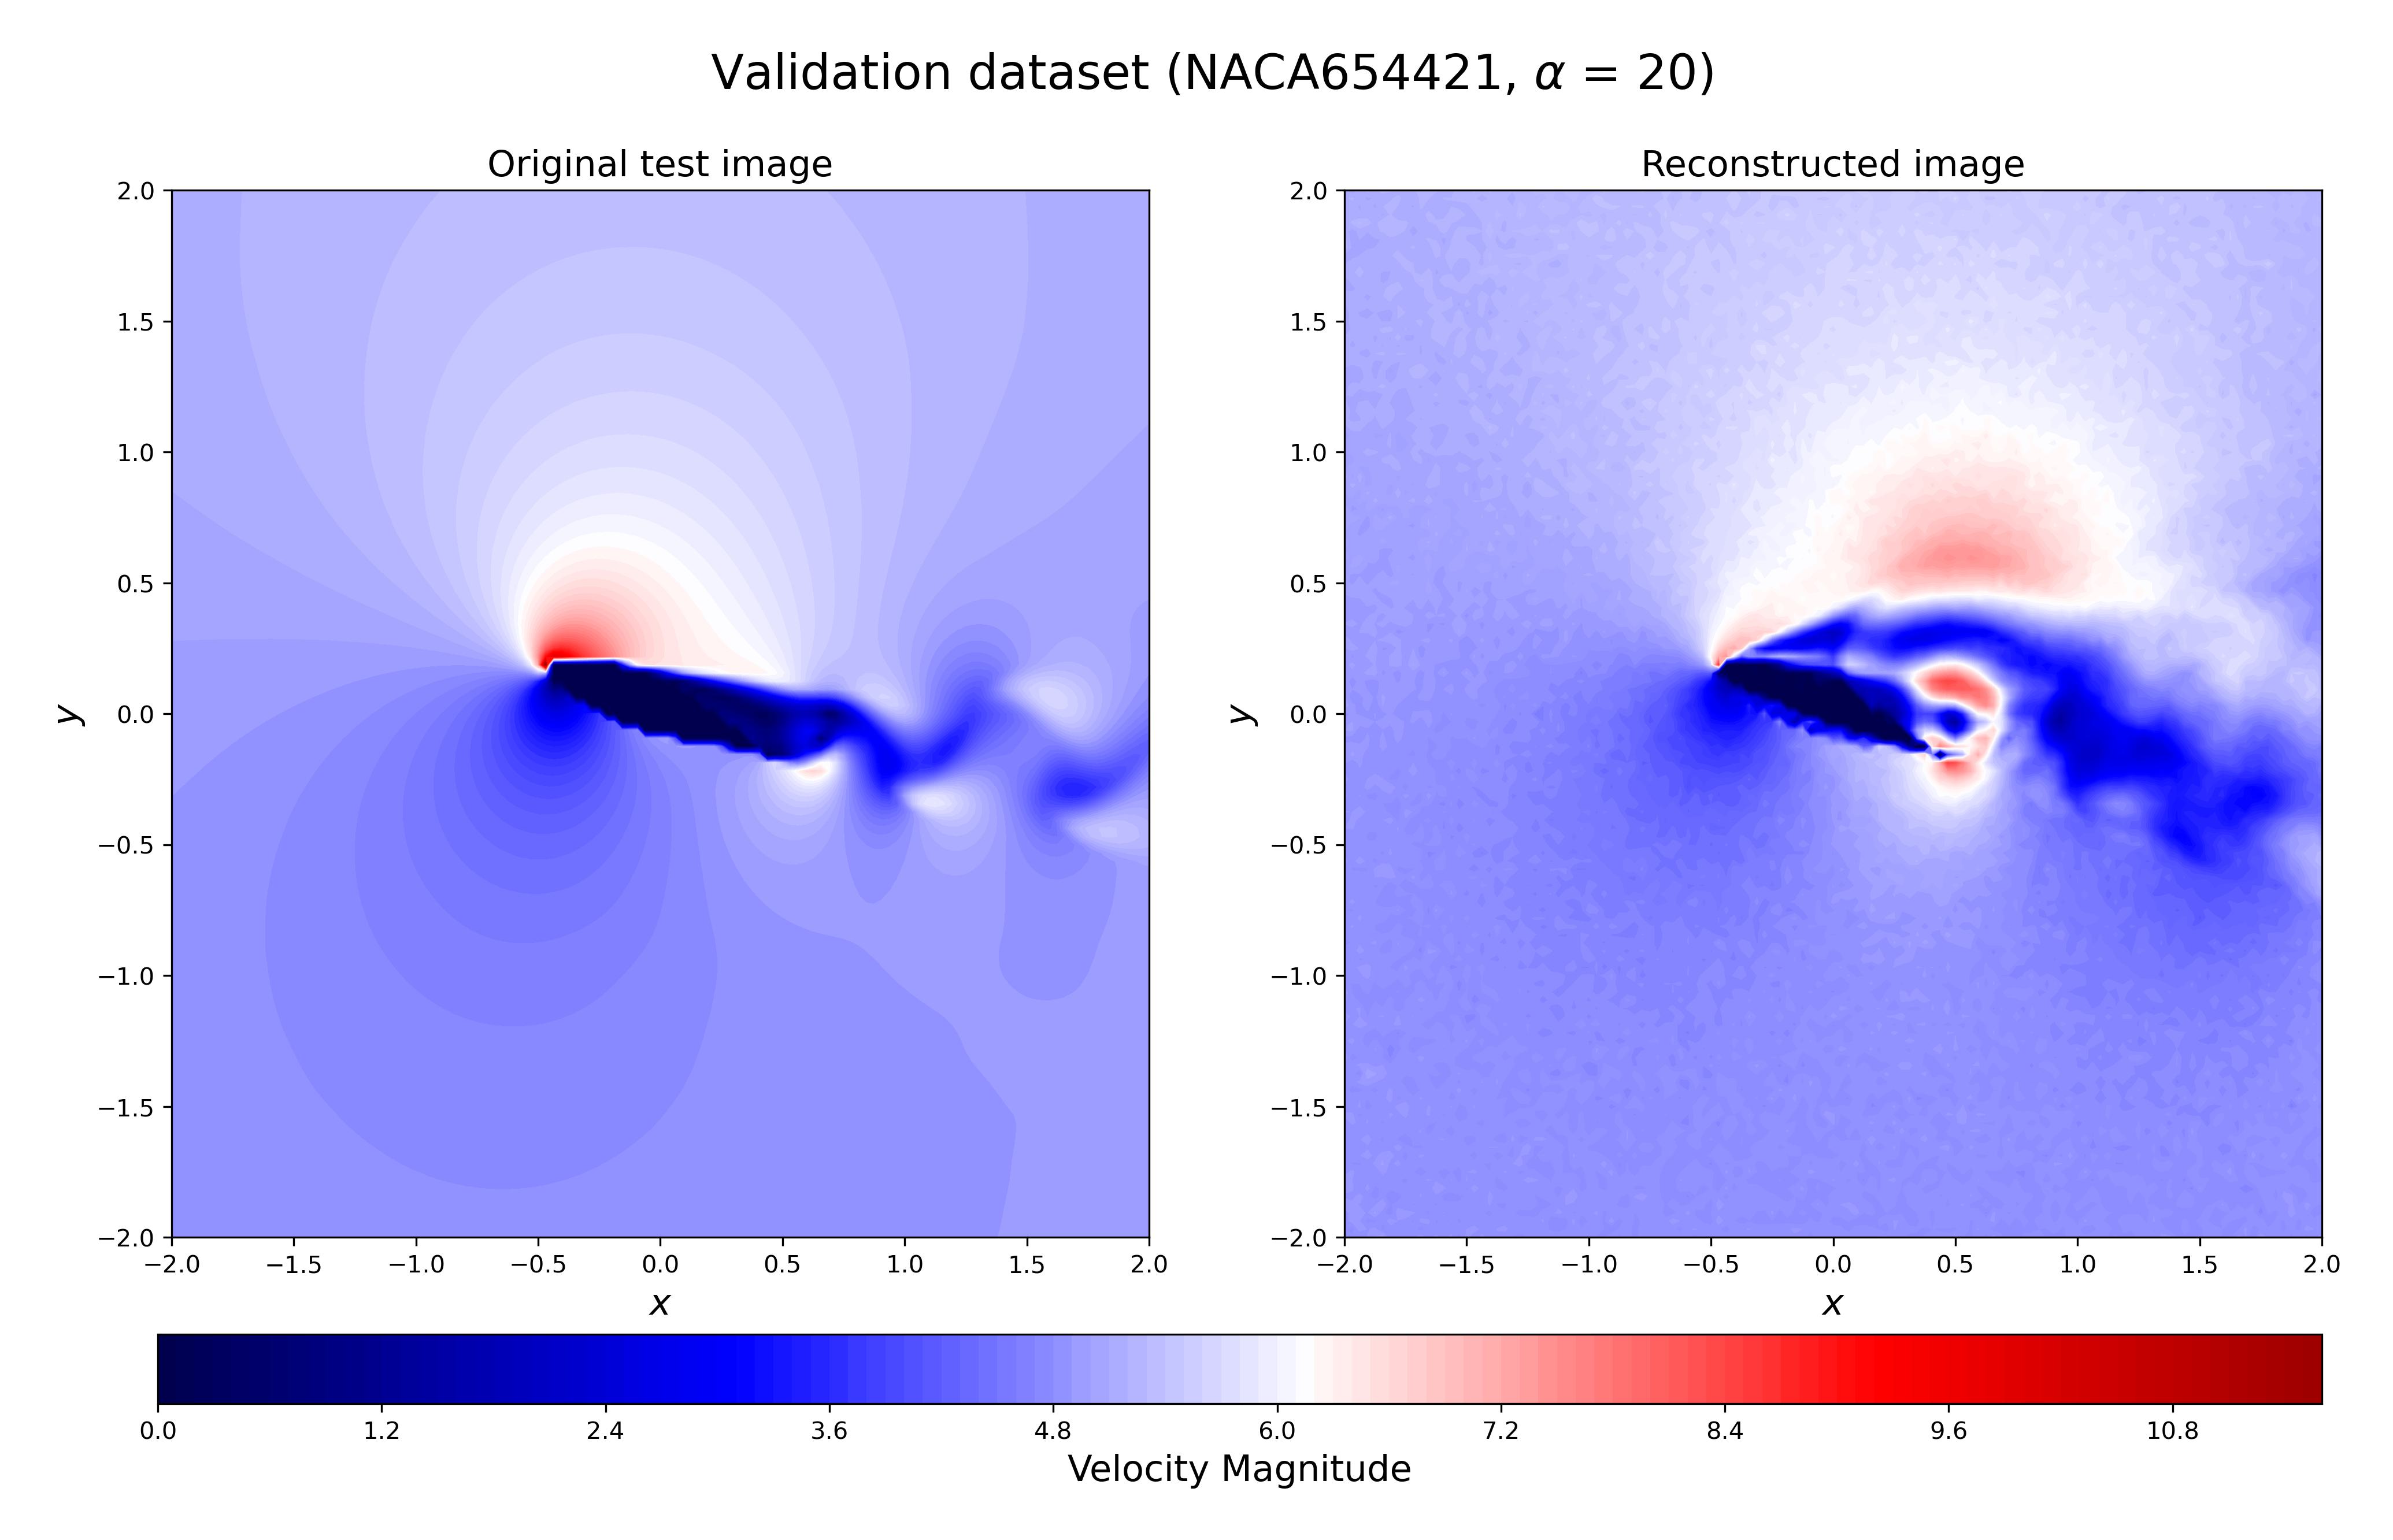 Validation dataset (NACA654421, α = 20)
Original test image
2.0
1.5
1.0
0.5
0.0
−0.5
−1.0
−1.5
−2.0
y
−2.0 −1.5 −1.0 −0.5 0.0 0.5 1.0 1.5 2.0
x
Reconstructed image
2.0
1.5
1.0
0.5
0.0
−0.5
−1.0
−1.5
−2.0
y
−2.0 −1.5 −1.0 −0.5 0.0 0.5 1.0 1.5 2.0
x
0.0 1.2 2.4 3.6 4.8 6.0 7.2 8.4 9.6 10.8
Velocity Magnitude